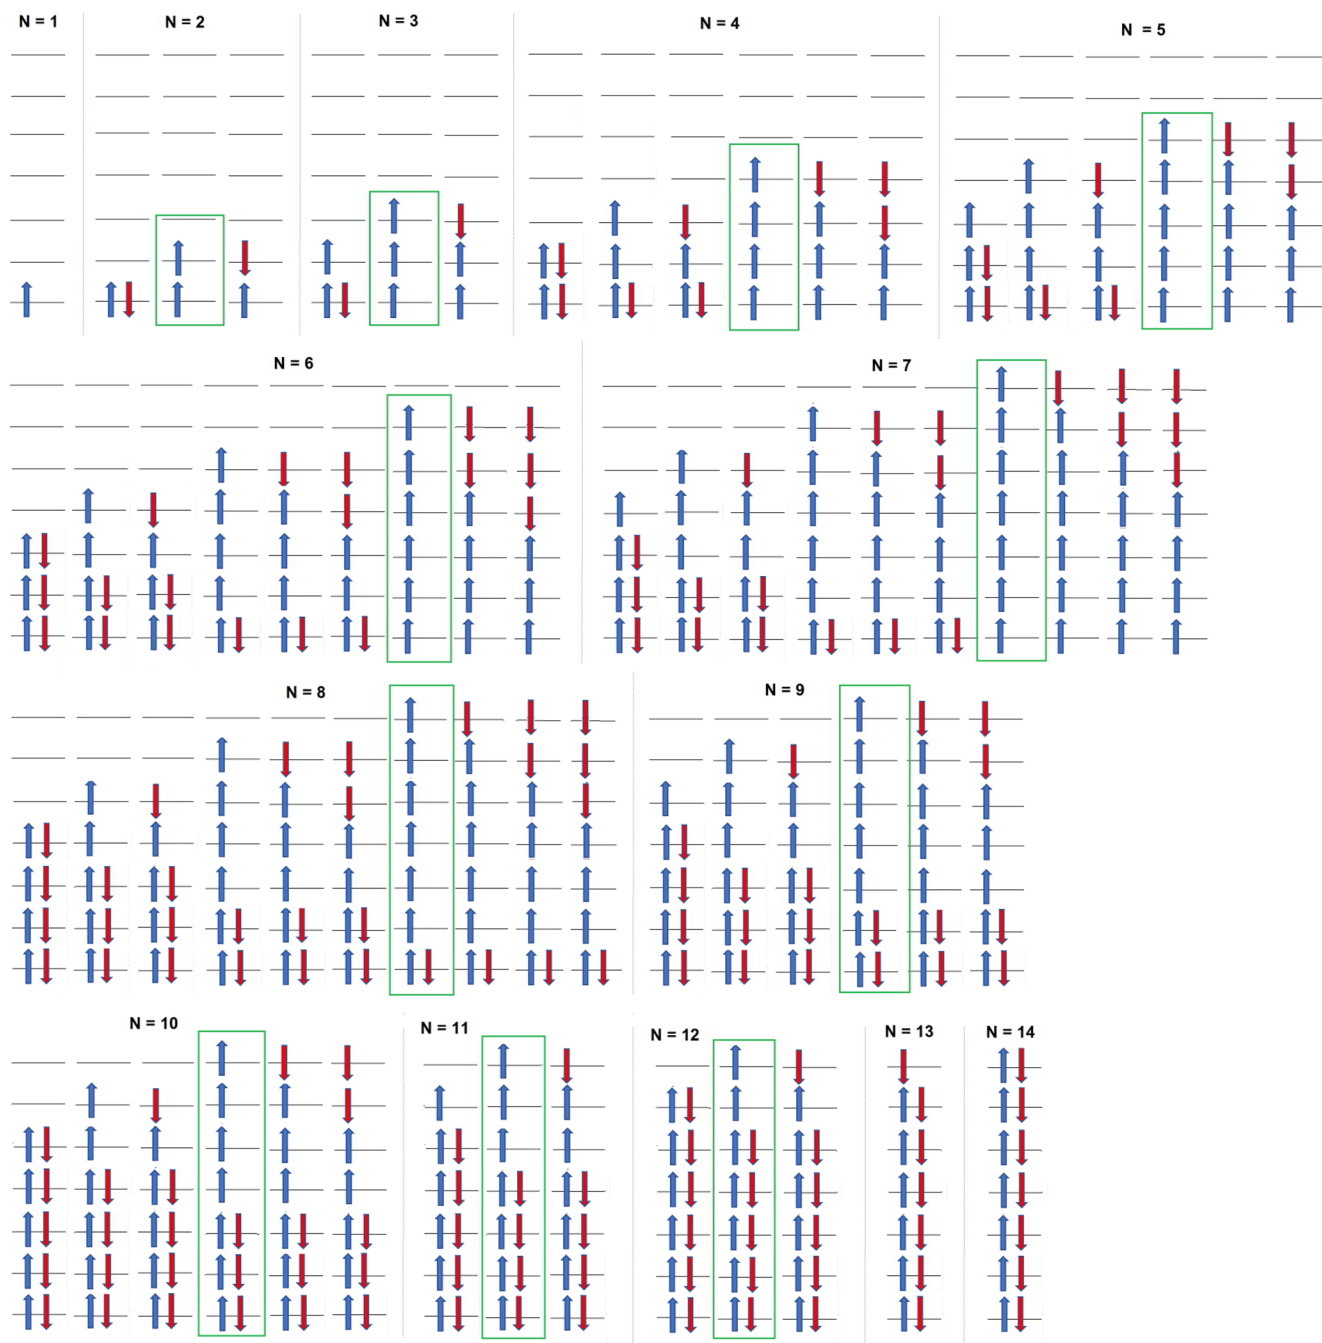 N = 1
N = 2
N = 3
N = 4
N = 5
N = 6
N = 7
N = 8
N = 9
N = 10
N = 11
N = 12
N = 13
N = 14